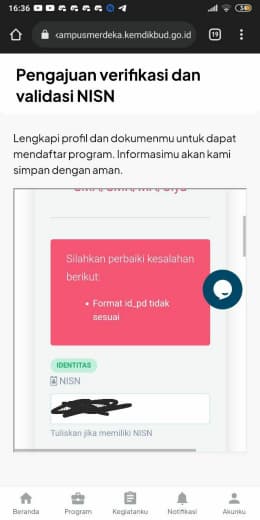 16:36
kampusmerdeka.kemdikbud.go.id
19
Pengajuan verifikasi dan
validasi NISN
Lengkapi profil dan dokumenmu untuk dapat
mendaftar program. Informasimu akan kami
simpan dengan aman.
Silahkan perbaiki kesalahan
berikut:
• Format id_pd tidak
sesuai
IDENTITAS
NISN
Tuliskan jika memiliki NISN
Beranda Program Kegiatanku Notifikasi Akunku